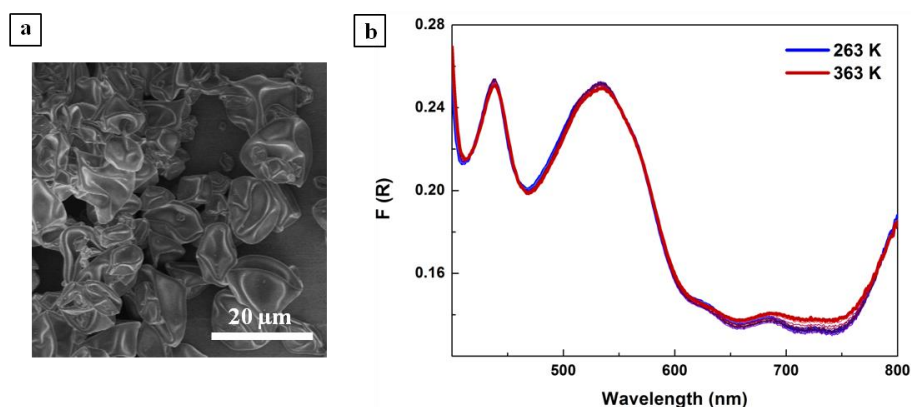 a
20 μm
b
0.28
0.24
0.20
0.16
F (R)
263 K
363 K
500
600
700
800
Wavelength (nm)